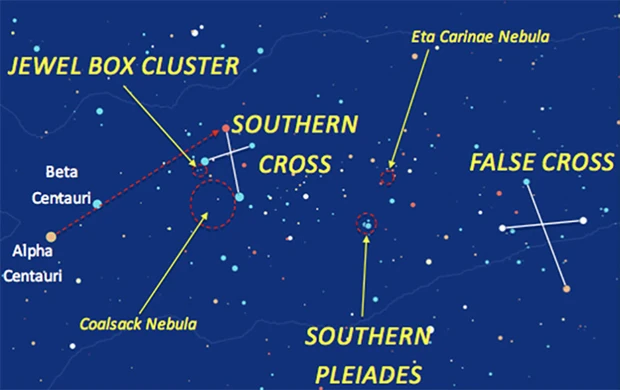 Eta Carinae Nebula
JEWEL BOX CLUSTER
SOUTHERN
CROSS
FALSE CROSS
Beta
Centauri
Alpha
Centauri
Coalsack Nebula
SOUTHERN
PLEIADES